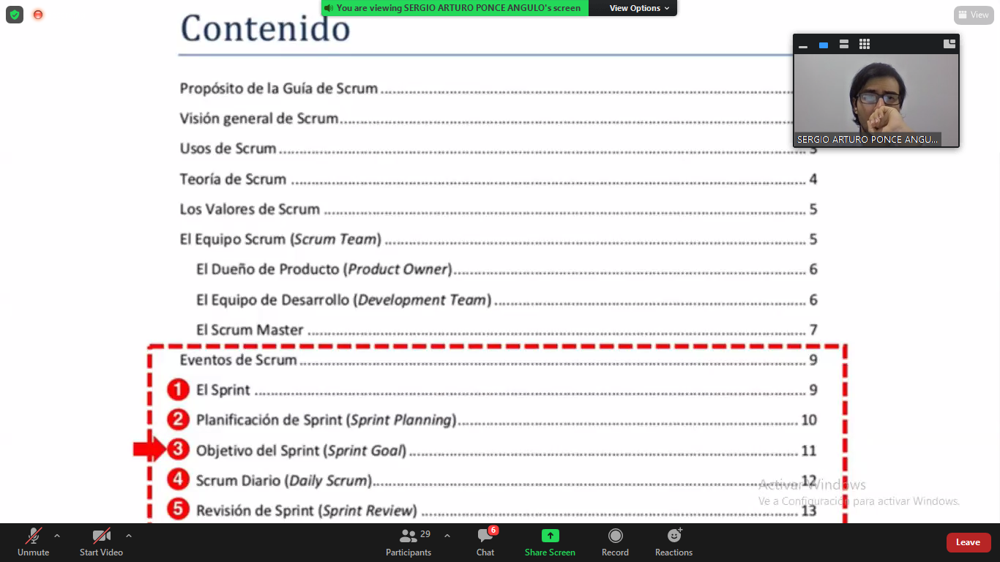 You are viewing SERGIO ARTURO PONCE ANGULO's screen
View Options
View
Contenido
Propósito de la Guía de Scrum
Visión general de Scrum
Usos de Scrum 3
Teoría de Scrum 4
Los Valores de Scrum 5
El Equipo Scrum (Scrum Team) 5
El Dueño de Producto (Product Owner) 6
El Equipo de Desarrollo (Development Team) 6
El Scrum Master 7
Eventos de Scrum 9
1 El Sprint 9
2 Planificación de Sprint (Sprint Planning) 10
3 Objetivo del Sprint (Sprint Goal) 11
4 Scrum Diario (Daily Scrum) 12
5 Revisión de Sprint (Sprint Review) 13
SERGIO ARTURO PONCE ANGU...
Activar Windows
Ve a Configuración para activar Windows.
Unmute
Start Video
Participants 29
Chat 6
Share Screen
Record
Reactions
Leave